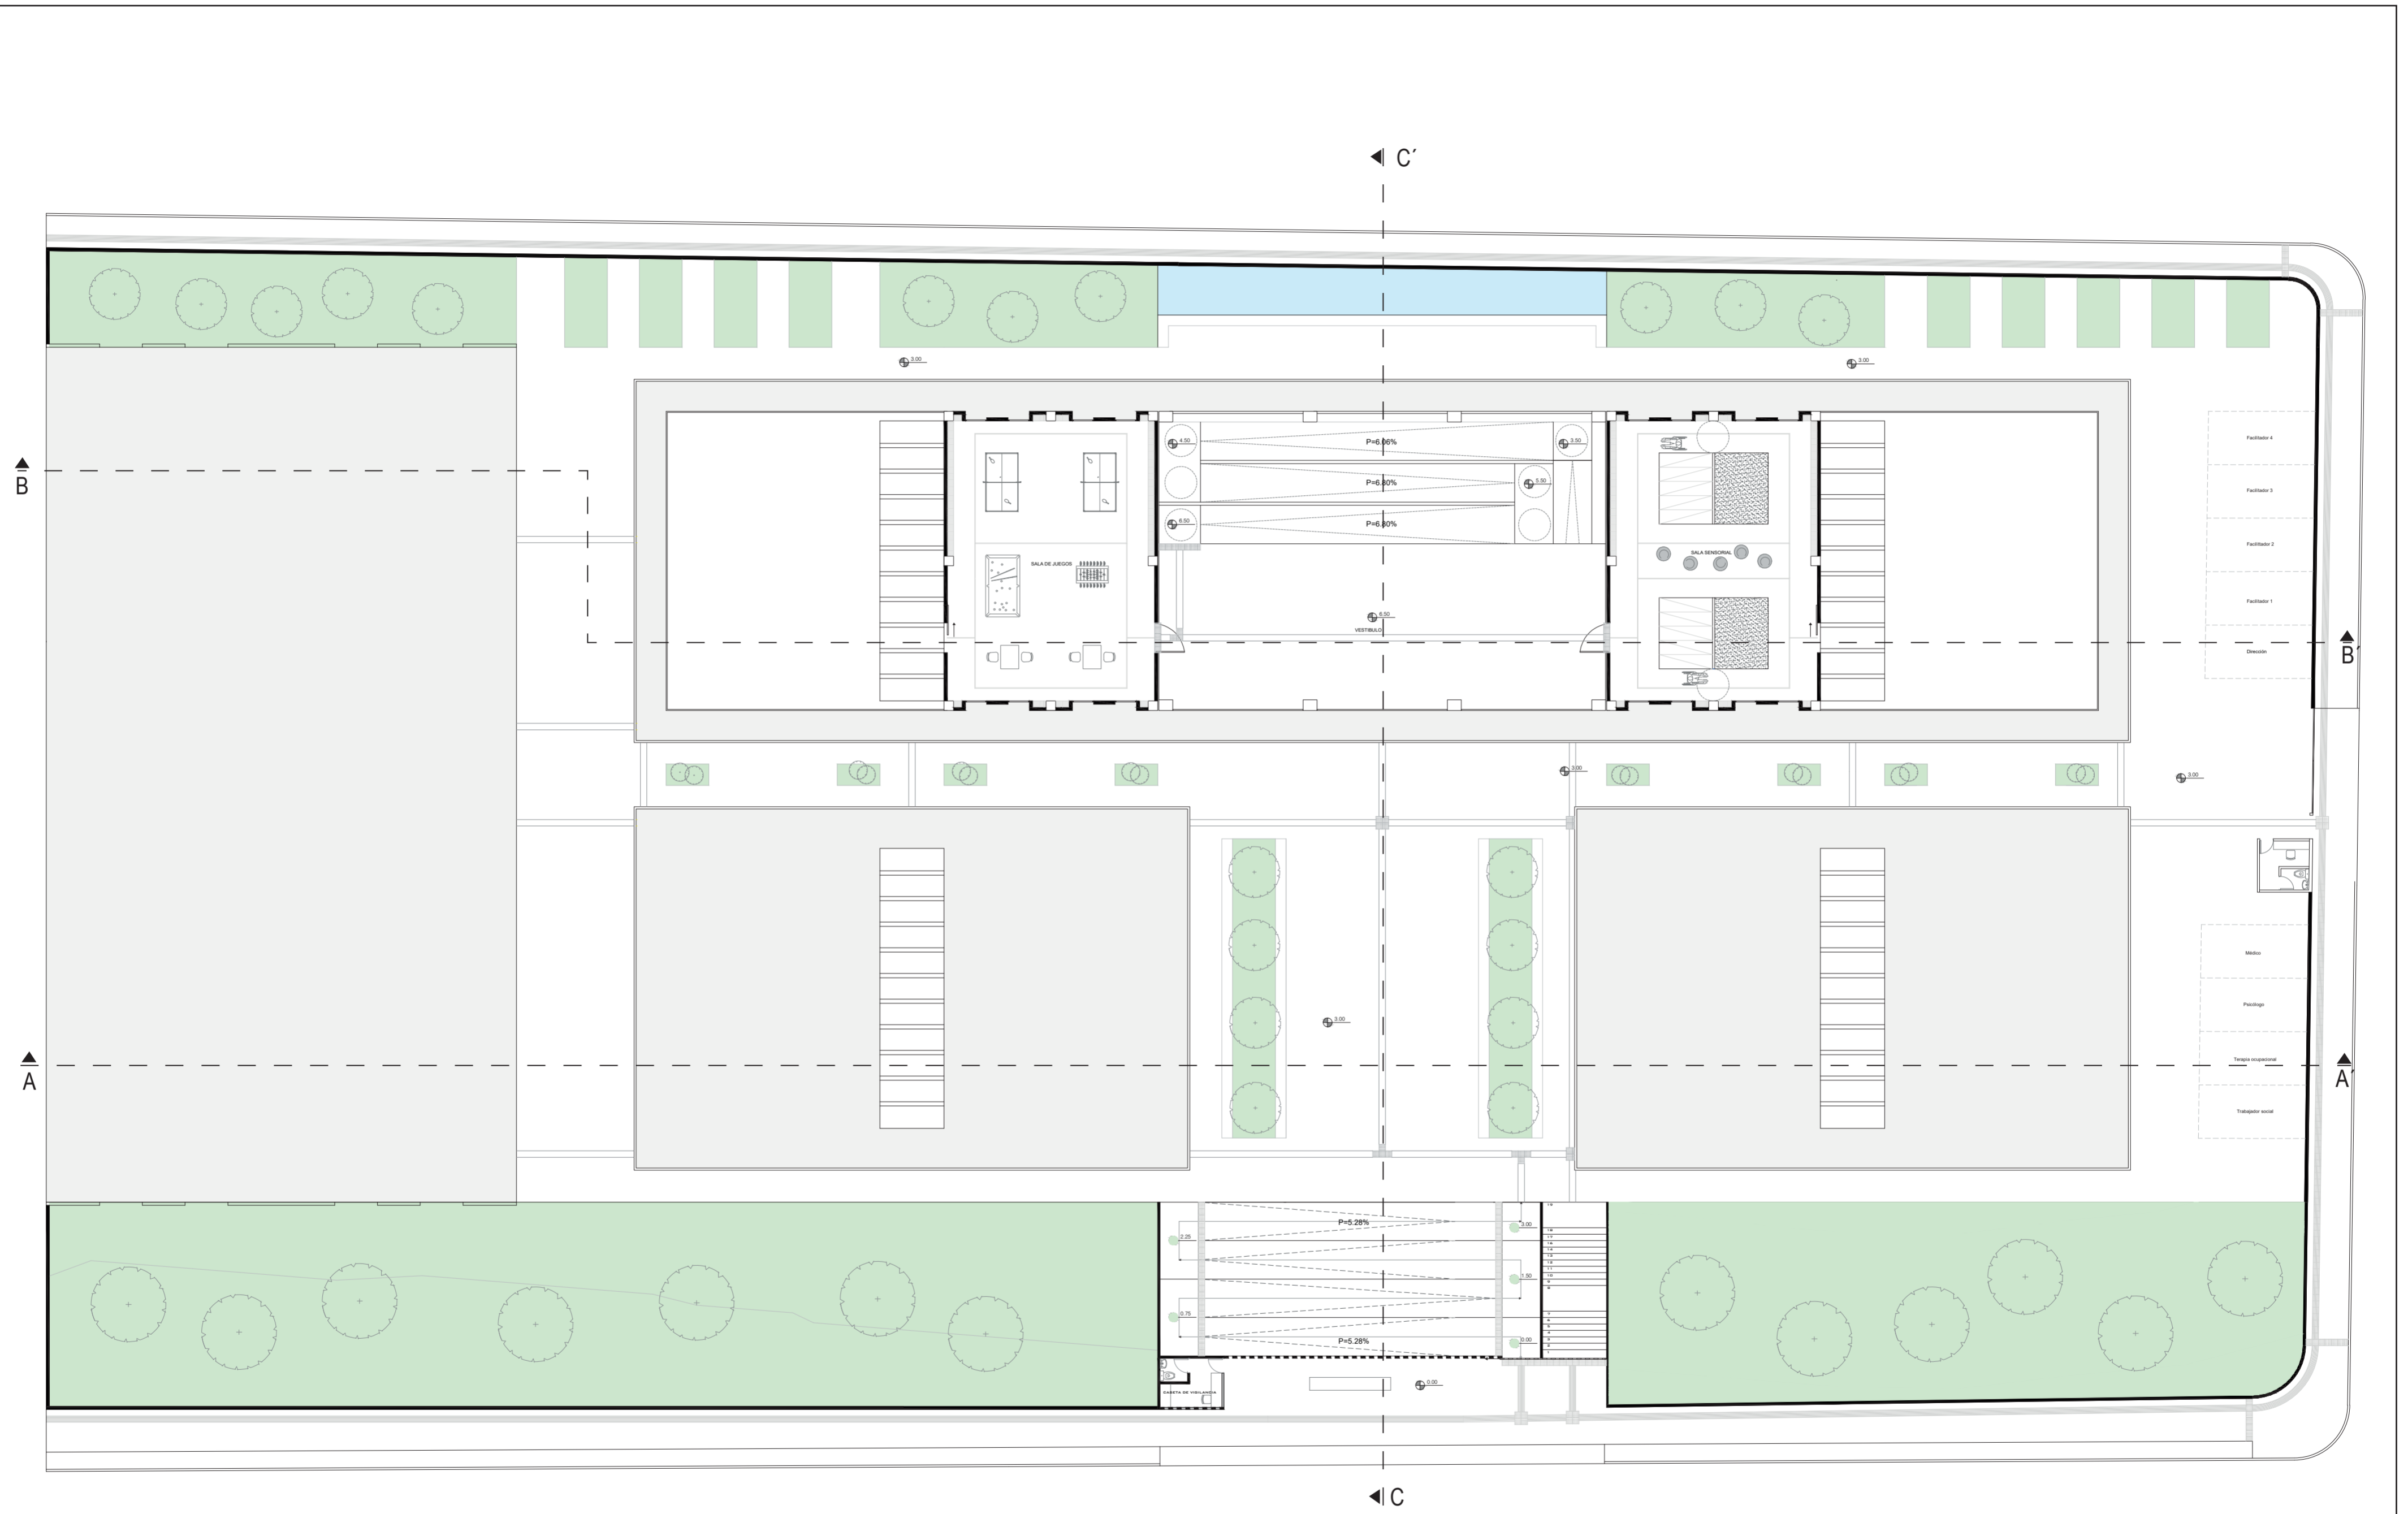 C´
3.00
3.00
4.50
P=6.06%
3.50
Facilitador 4
B
P=6.80%
5.50
Facilitador 3
6.50
P=6.80%
Facilitador 2
SALA DE JUEGOS
SALA SENSORIAL
Facilitador 1
6.50
VESTIBULO
Dirección
B´
3.00
3.00
Médico
Psicólogo
3.00
Terapia ocupacional
A
A´
Trabajador social
P=5.28%
3.00
2.25
1.50
0.75
P=5.28%
0.00
0.00
CASETA DE VIGILANCIA
C